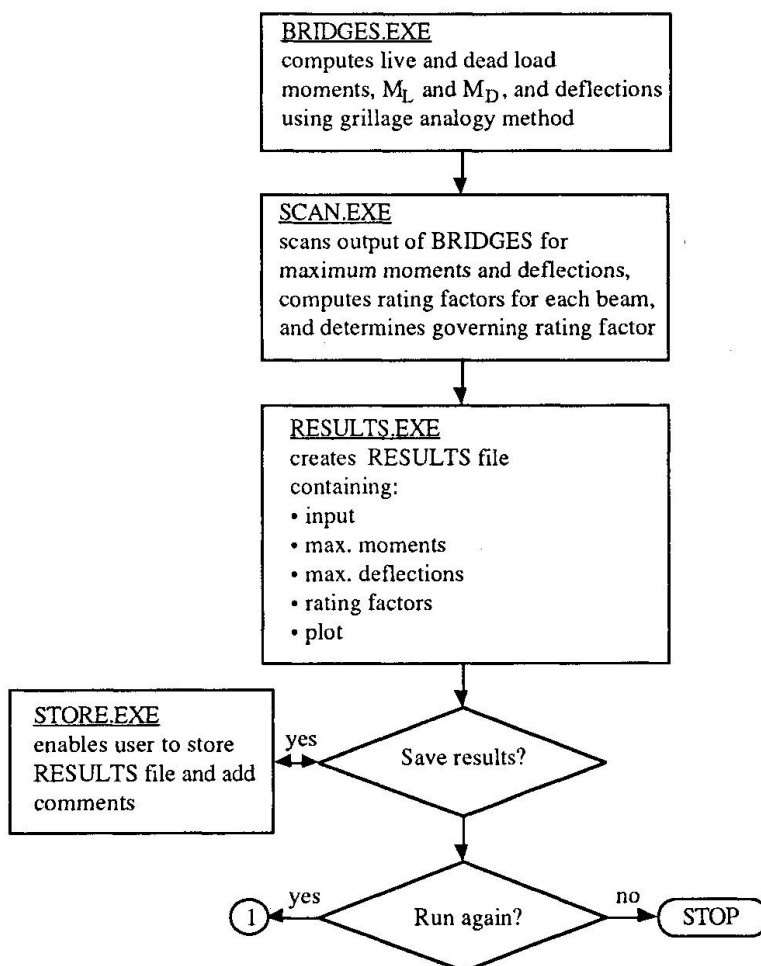 BRIDGES.EXE
computes live and dead load
moments, M_L and M_D, and deflections
using grillage analogy method
SCAN.EXE
scans output of BRIDGES for
maximum moments and deflections,
computes rating factors for each beam,
and determines governing rating factor
RESULTS.EXE
creates RESULTS file
containing:
• input
• max. moments
• max. deflections
• rating factors
• plot
STORE.EXE
enables user to store
RESULTS file and add
comments
yes
Save results?
1
yes
Run again?
no
STOP